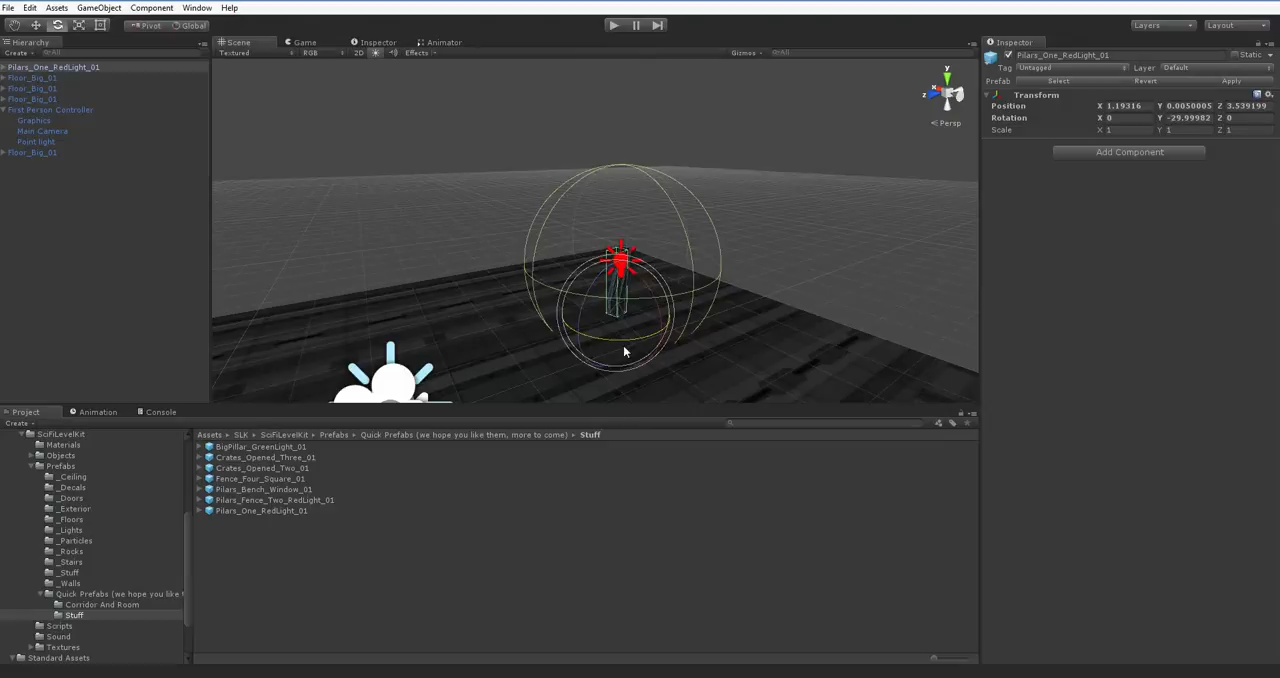 File Edit Assets GameObject Component Window Help
Pivot Global Layers Layout
Hierarchy Scene Game Inspector Animator Inspector
Create All Textured RGB 2D Effects Gizmos All
Pilars_One_RedLight_01 Static
Pilars_One_RedLight_01
Tag Untagged Layer Default
Floor_Big_01
Prefab Select Revert Apply
Floor_Big_01
Transform
Floor_Big_01
Position X 1.19316 Y 0.0050005 Z 3.539199
First Person Controller
Rotation X 0 Y -29.99982 Z 0
Graphics
Scale X 1 Y 1 Z 1
Main Camera
Point light
Floor_Big_01
Add Component
y
x
z
Persp
Project Animation Console
Create
SciFiLevelKit
Materials
Objects
Prefabs
_Ceiling
_Decals
_Doors
_Exterior
_Floors
_Lights
_Particles
_Rocks
_Stairs
_Stuff
_Walls
Quick Prefabs (we hope you like t
Corridor And Room
Stuff
Scripts
Sound
Textures
Standard Assets
Assets SLK SciFiLevelKit Prefabs Quick Prefabs (we hope you like them, more to come) Stuff
BigPillar_GreenLight_01
Crates_Opened_Three_01
Crates_Opened_Two_01
Fence_Four_Square_01
Pilars_Bench_Window_01
Pilars_Fence_Two_RedLight_01
Pilars_One_RedLight_01